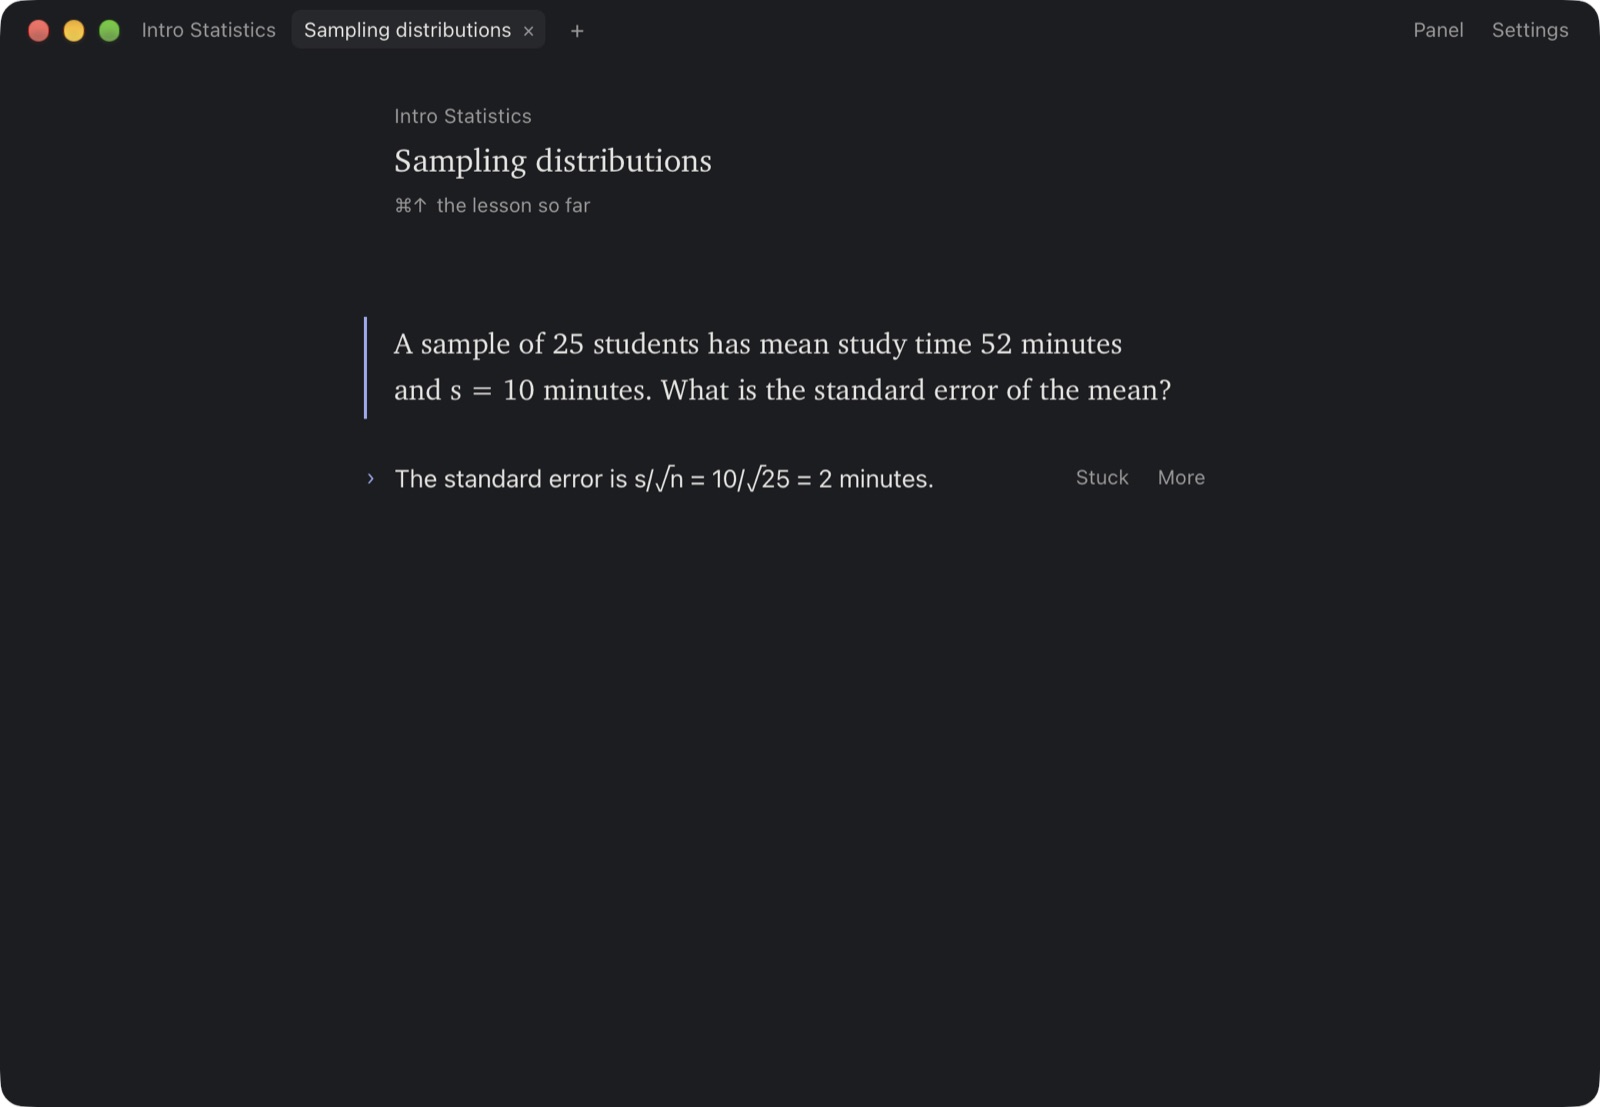 Intro Statistics
Sampling distributions ×
+
Panel
Settings
Intro Statistics
Sampling distributions
⌘↑ the lesson so far
A sample of 25 students has mean study time 52 minutes
and s = 10 minutes. What is the standard error of the mean?
› The standard error is s/√n = 10/√25 = 2 minutes.
Stuck
More